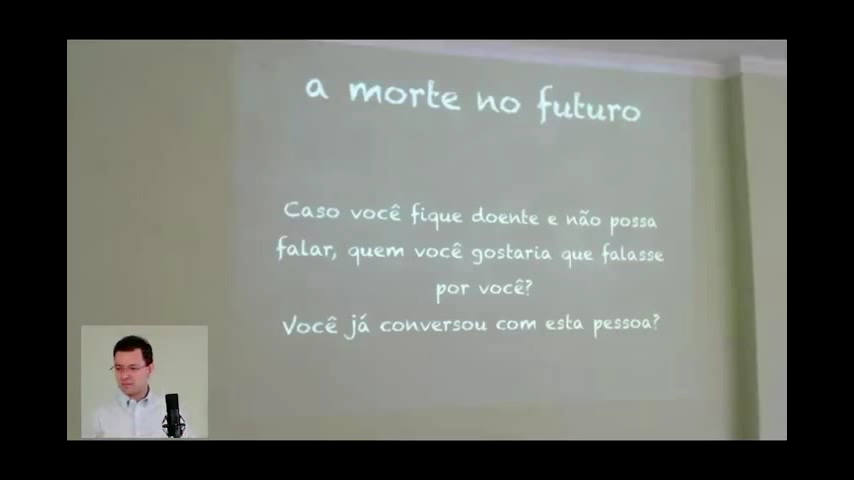 a morte no futuro
Caso você fique doente e não possa
falar, quem você gostaria que falasse
por você?
Você já conversou com esta pessoa?